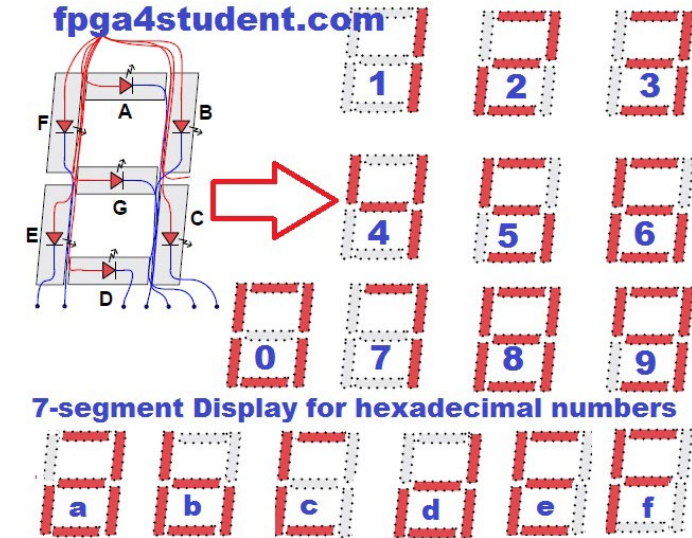 fpga4student.com
A
F
B
G
E
C
D
1 2 3
4 5 6
0 7 8 9
7-segment Display for hexadecimal numbers
a b c d e f